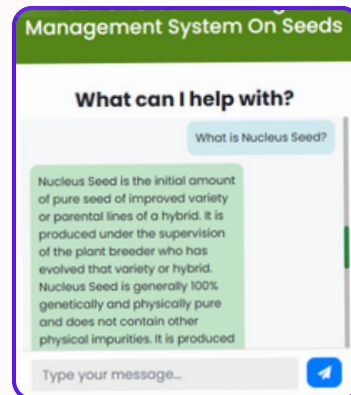 Management System On Seeds
What can I help with?
What is Nucleus Seed?
Nucleus Seed is the initial amount
of pure seed of improved variety
or parental lines of a hybrid. It is
produced under the supervision
of the plant breeder who has
evolved that variety or hybrid.
Nucleus Seed is generally 100%
genetically and physically pure
and does not contain other
physical impurities. It is produced
Type your message...